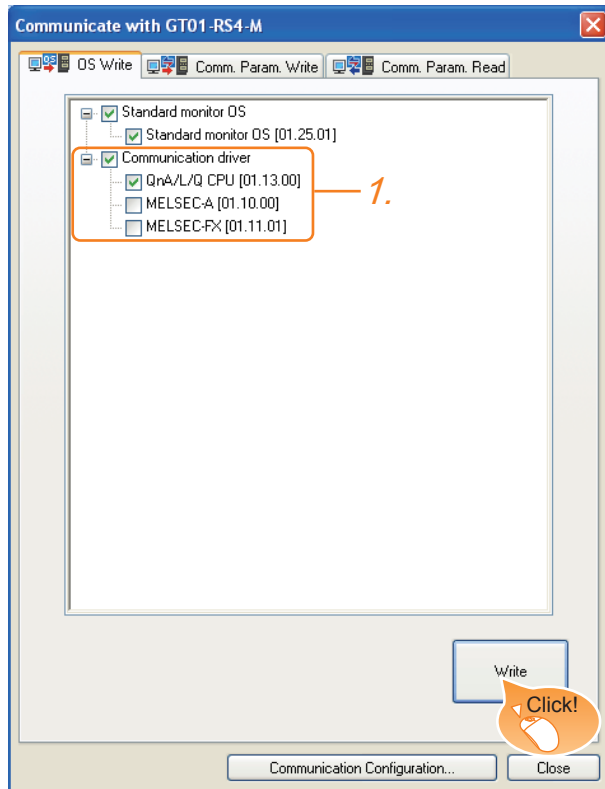 Communicate with GT01-RS4-M
OS Write
Comm. Param. Write
Comm. Param. Read
Standard monitor OS
Standard monitor OS [01.25.01]
Communication driver
QnA/L/Q CPU [01.13.00]
MELSEC-A [01.10.00]
MELSEC-FX [01.11.01]
1.
Write
Click!
Communication Configuration...
Close